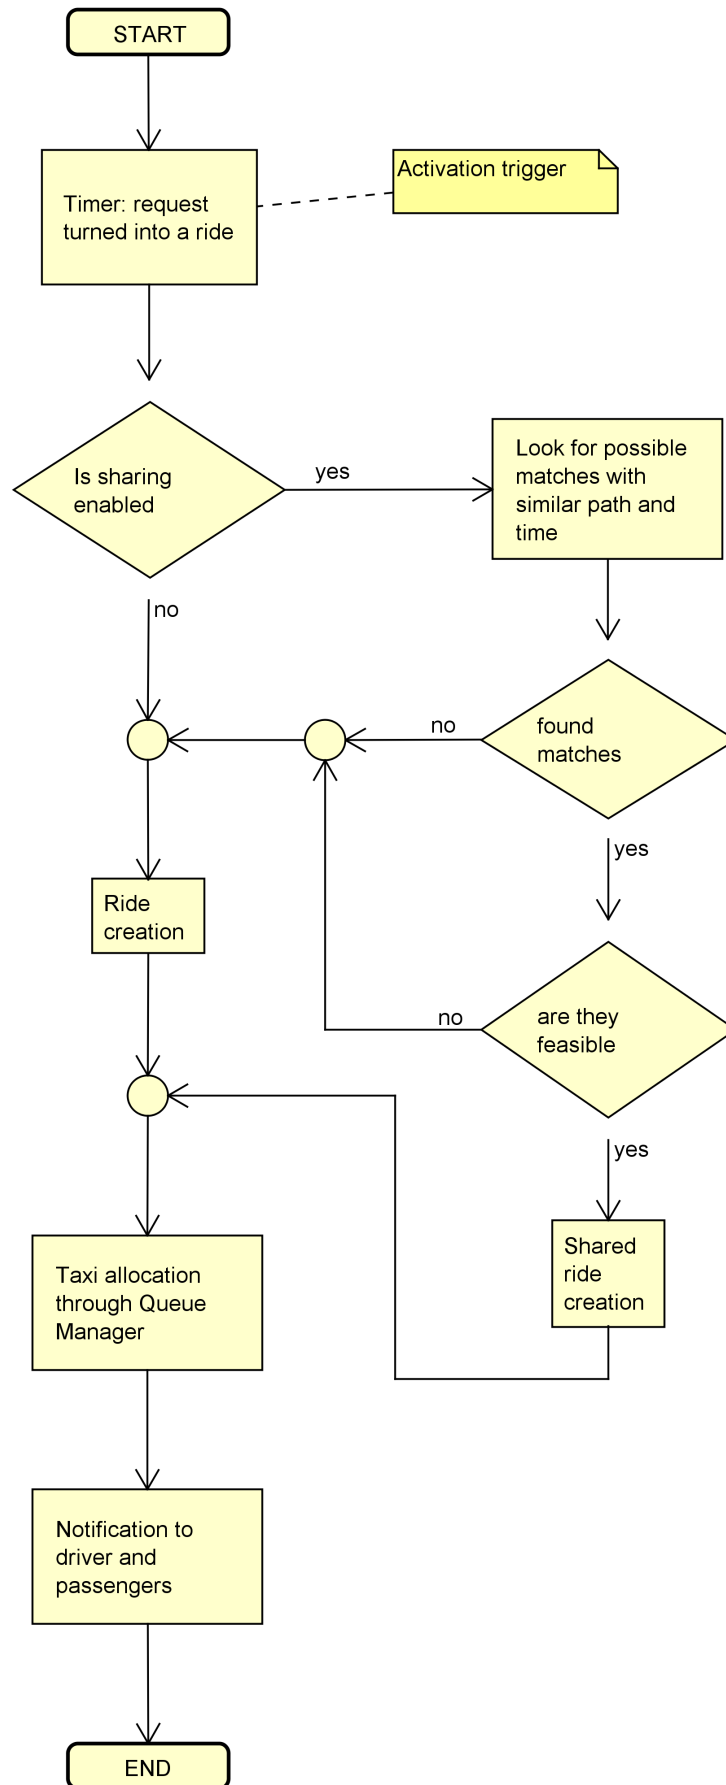 START
Timer: request
turned into a ride
Activation trigger
Is sharing
enabled
yes
Look for possible
matches with
similar path and
time
no
no
found
matches
yes
Ride
creation
no
are they
feasible
yes
Shared
ride
creation
Taxi allocation
through Queue
Manager
Notification to
driver and
passengers
END